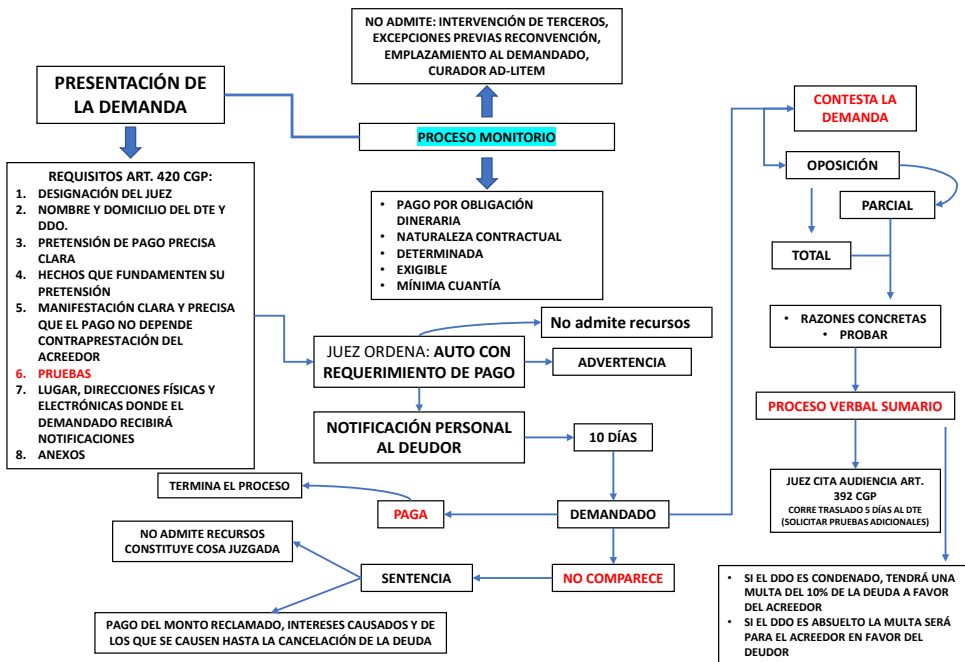 NO ADMITE: INTERVENCIÓN DE TERCEROS,
EXCEPCIONES PREVIAS RECONVENCIÓN,
EMPLAZAMIENTO AL DEMANDADO,
CURADOR AD-LITEM
PRESENTACIÓN DE
LA DEMANDA
PROCESO MONITORIO
REQUISITOS ART. 420 CGP:
1. DESIGNACIÓN DEL JUEZ
2. NOMBRE Y DOMICILIO DEL DTE Y
DDO.
3. PRETENSIÓN DE PAGO PRECISA
CLARA
4. HECHOS QUE FUNDAMENTEN SU
PRETENSIÓN
5. MANIFESTACIÓN CLARA Y PRECISA
QUE EL PAGO NO DEPENDE
CONTRAPRESTACIÓN DEL
ACREEDOR
6. PRUEBAS
7. LUGAR, DIRECCIONES FÍSICAS Y
ELECTRÓNICAS DONDE EL
DEMANDADO RECIBIRÁ
NOTIFICACIONES
8. ANEXOS
• PAGO POR OBLIGACIÓN
DINERARIA
• NATURALEZA CONTRACTUAL
• DETERMINADA
• EXIGIBLE
• MÍNIMA CUANTÍA
No admite recursos
JUEZ ORDENA: AUTO CON
REQUERIMIENTO DE PAGO
ADVERTENCIA
NOTIFICACIÓN PERSONAL
AL DEUDOR
10 DÍAS
DEMANDADO
PAGA
TERMINA EL PROCESO
NO COMPARECE
SENTENCIA
NO ADMITE RECURSOS
CONSTITUYE COSA JUZGADA
PAGO DEL MONTO RECLAMADO, INTERESES CAUSADOS Y DE
LOS QUE SE CAUSEN HASTA LA CANCELACIÓN DE LA DEUDA
CONTESTA LA
DEMANDA
OPOSICIÓN
PARCIAL
TOTAL
• RAZONES CONCRETAS
• PROBAR
PROCESO VERBAL SUMARIO
JUEZ CITA AUDIENCIA ART.
392 CGP
CORRE TRASLADO 5 DÍAS AL DTE
(SOLICITAR PRUEBAS ADICIONALES)
• SI EL DDO ES CONDENADO, TENDRÁ UNA
MULTA DEL 10% DE LA DEUDA A FAVOR
DEL ACREEDOR
• SI EL DDO ES ABSUELTO LA MULTA SERÁ
PARA EL ACREEDOR EN FAVOR DEL
DEUDOR